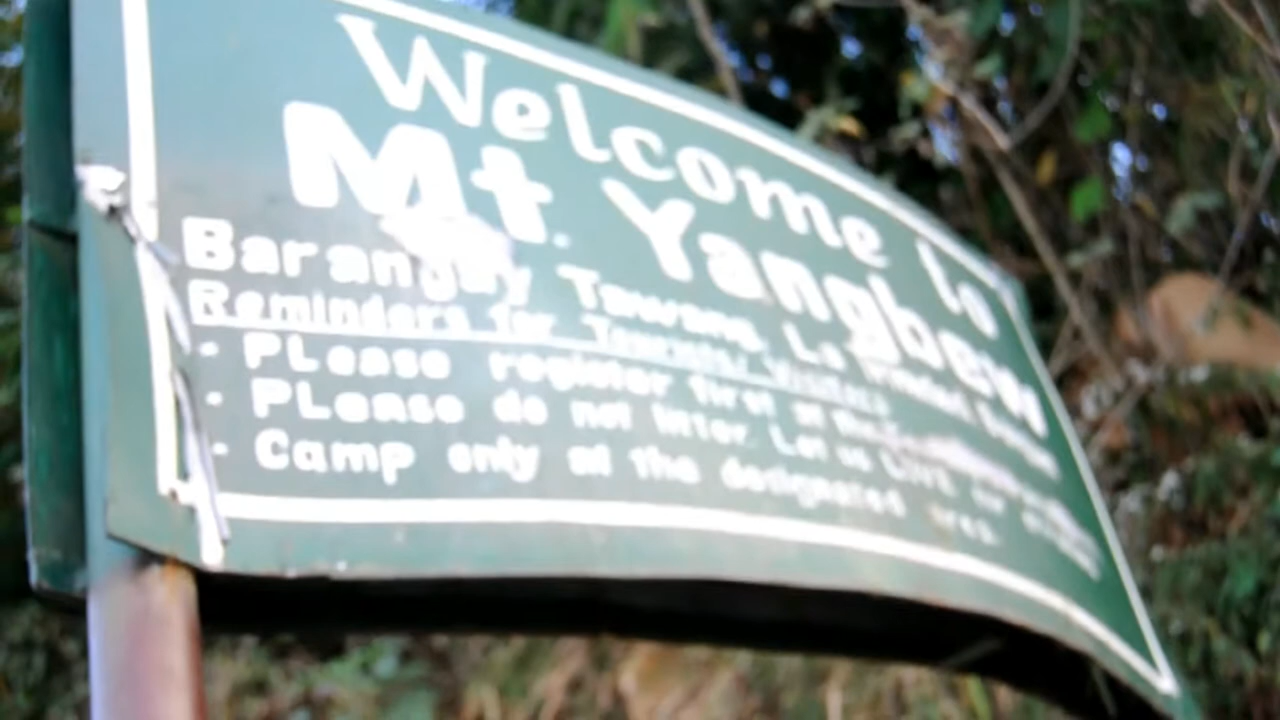 Welcome to
Mt. Yangbew
Barangay Tawang, La Trinidad, Benguet
Reminders for Tourists/ Visitors
- PLease register first at the
- PLease do not litter. Let us
- Camp only at the designated area.